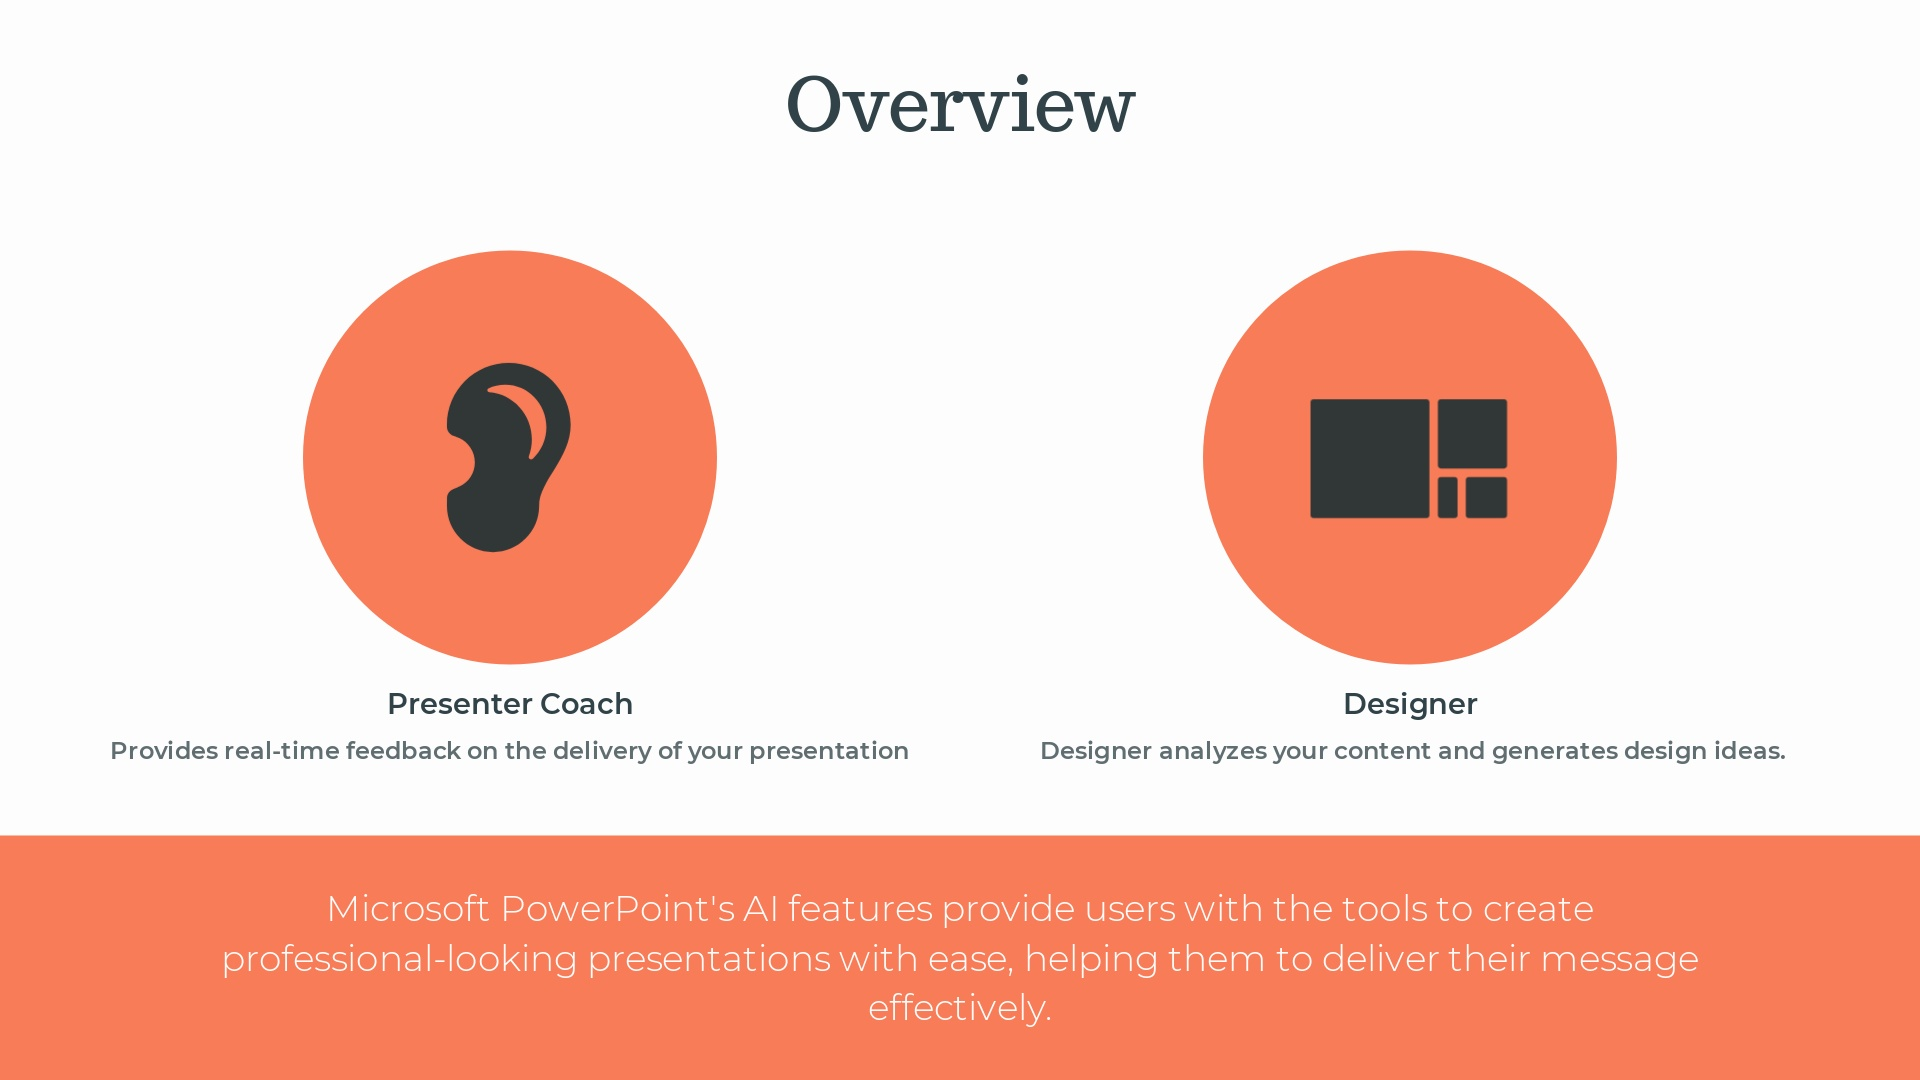 Overview
Presenter Coach
Provides real-time feedback on the delivery of your presentation
Designer
Designer analyzes your content and generates design ideas.
Microsoft PowerPoint's AI features provide users with the tools to create
professional-looking presentations with ease, helping them to deliver their message
effectively.